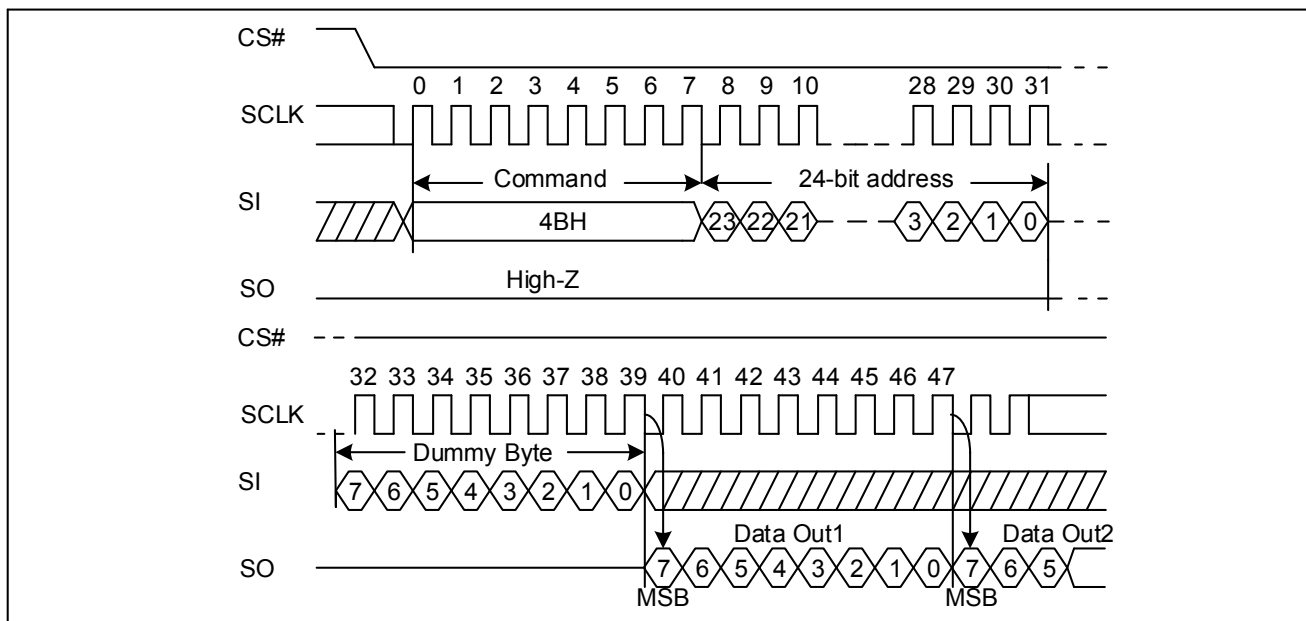 CS#
0 1 2 3 4 5 6 7 8 9 10 28 29 30 31
SCLK
Command 24-bit address
SI
4BH 23 22 21 3 2 1 0
High-Z
SO
CS#
32 33 34 35 36 37 38 39 40 41 42 43 44 45 46 47
SCLK
Dummy Byte
SI
7 6 5 4 3 2 1 0
Data Out1 Data Out2
SO
7 6 5 4 3 2 1 0 7 6 5
MSB MSB